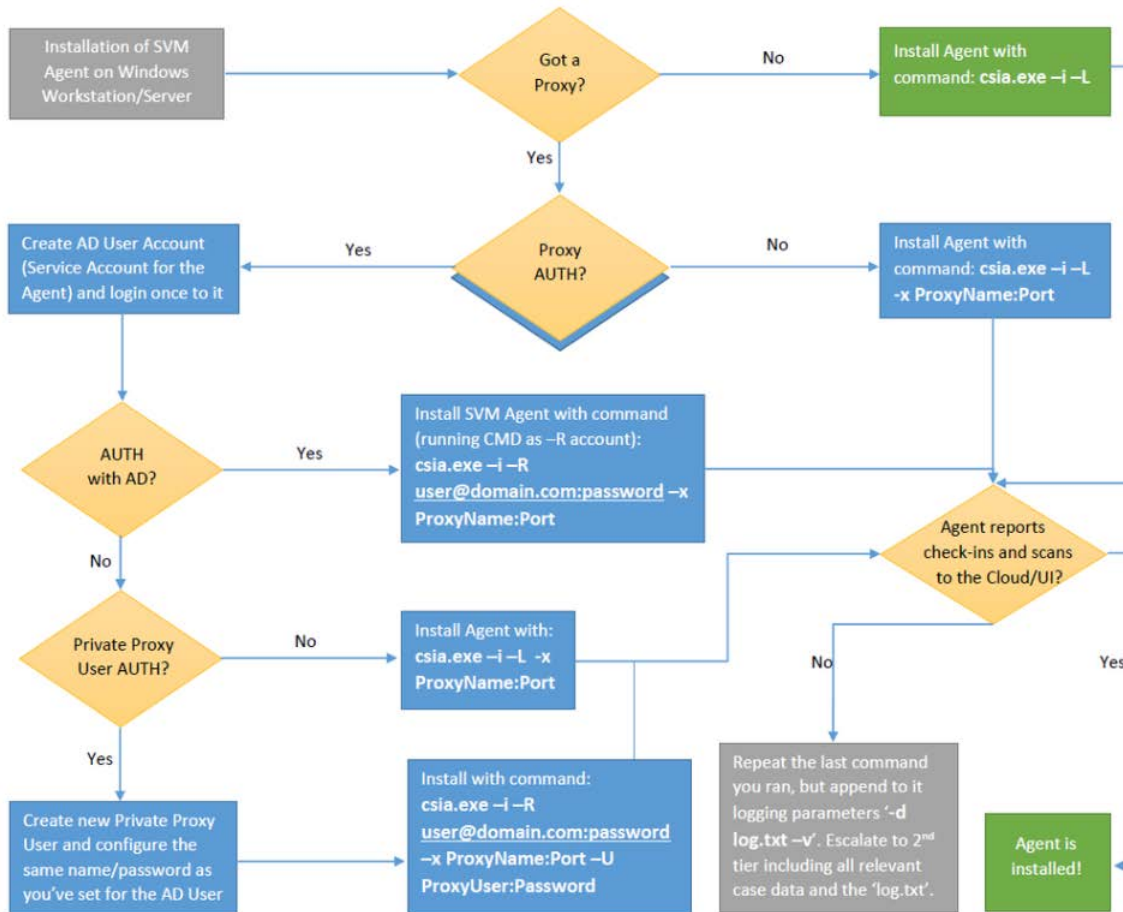 Installation of SVM
Agent on Windows
Workstation/Server
Got a
Proxy?
No
Install Agent with
command: csia.exe –i –L
Yes
Create AD User Account
(Service Account for the
Agent) and login once to it
Yes
Proxy
AUTH?
No
Install Agent with
command: csia.exe –i –L
-x ProxyName:Port
AUTH
with AD?
Yes
Install SVM Agent with command
(running CMD as –R account):
csia.exe –i –R
user@domain.com:password –x
ProxyName:Port
Agent reports
check-ins and scans
to the Cloud/UI?
No
Private Proxy
User AUTH?
No
Install Agent with:
csia.exe –i –L -x
ProxyName:Port
No
Yes
Yes
Create new Private Proxy
User and configure the
same name/password as
you’ve set for the AD User
Install with command:
csia.exe –i –R
user@domain.com:password
–x ProxyName:Port –U
ProxyUser:Password
Repeat the last command
you ran, but append to it
logging parameters ‘-d
log.txt –v’. Escalate to 2nd
tier including all relevant
case data and the ‘log.txt’.
Agent is
installed!